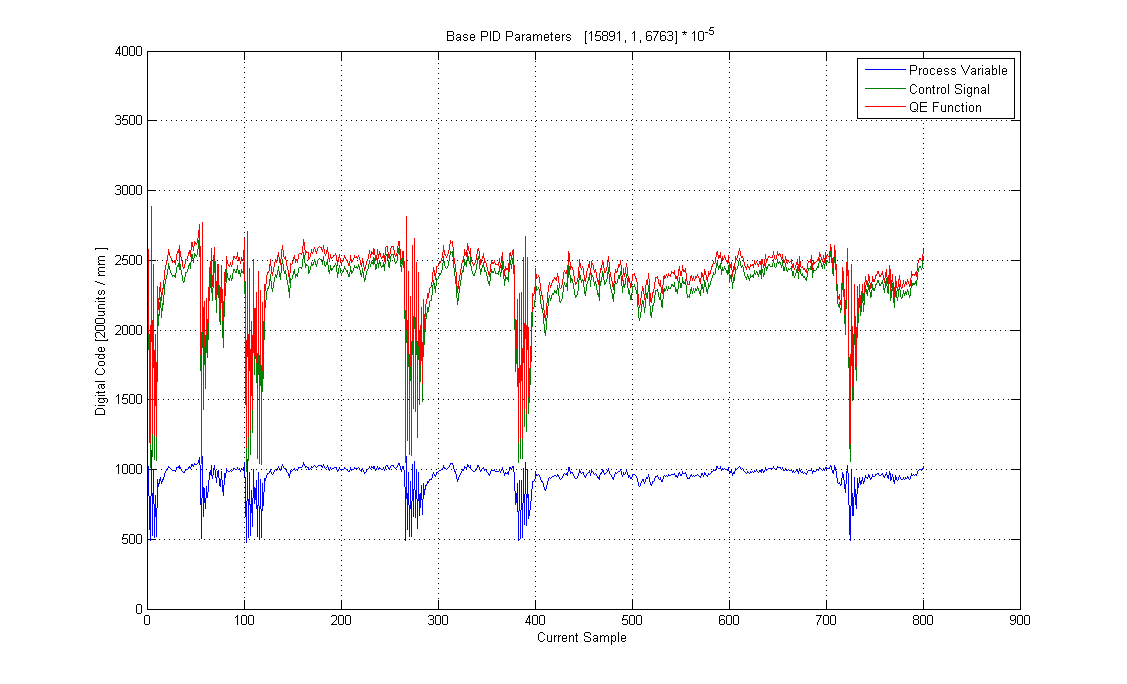 Base PID Parameters [15891, 1, 6763] * 10^-5
4000
3500
3000
2500
2000
1500
1000
500
0
Digital Code [200units / mm ]
Process Variable
Control Signal
QE Function
0 100 200 300 400 500 600 700 800 900
Current Sample